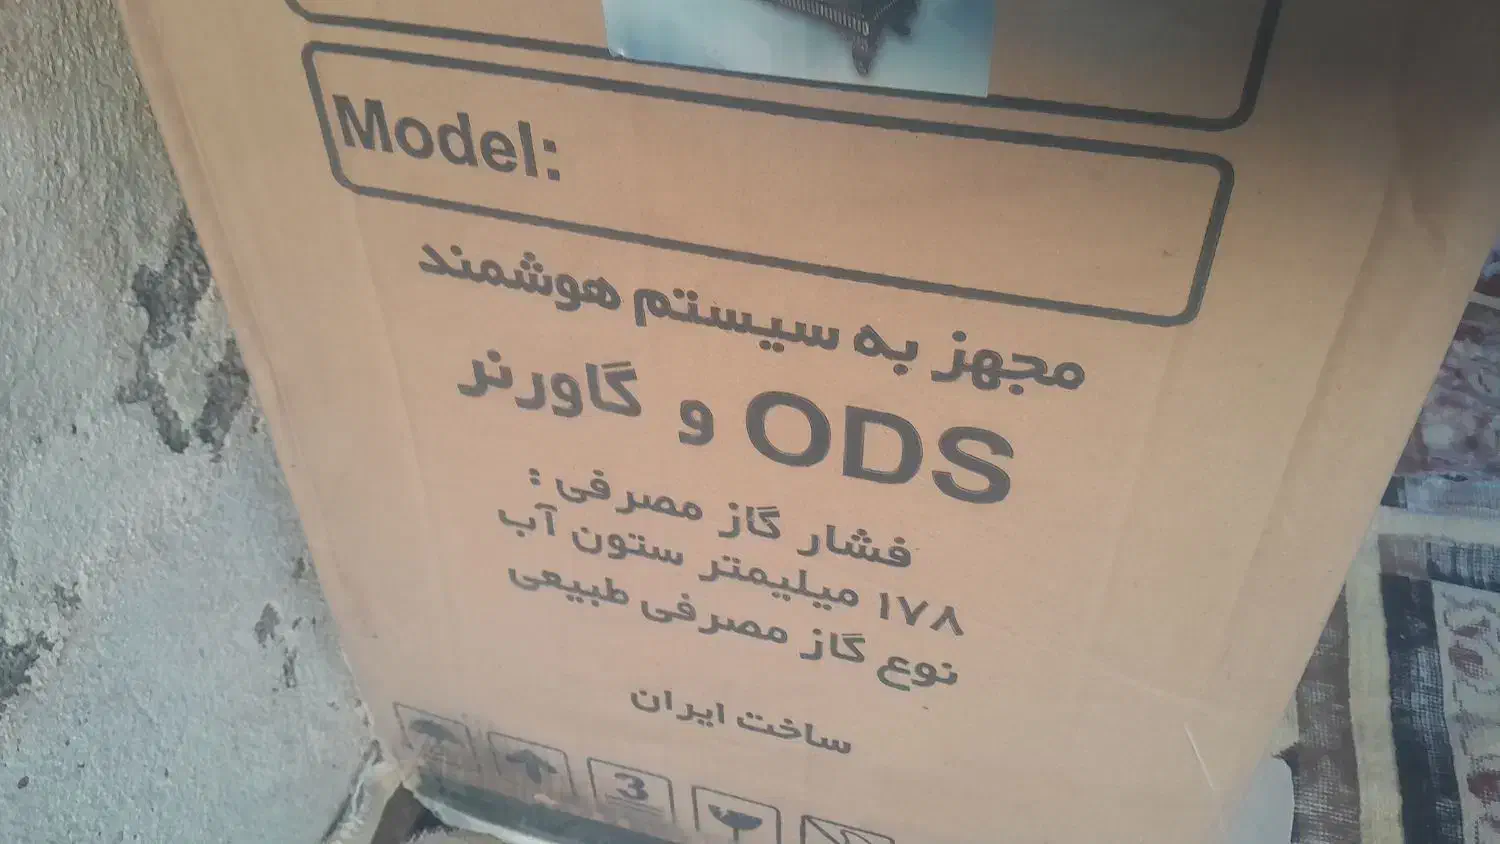 Model:
مجهز به سیستم هوشمند
ODS و گاورنر
فشار گاز مصرفی :
۱۷۸ میلیمتر ستون آب
نوع گاز مصرفی طبیعی
ساخت ایران
3